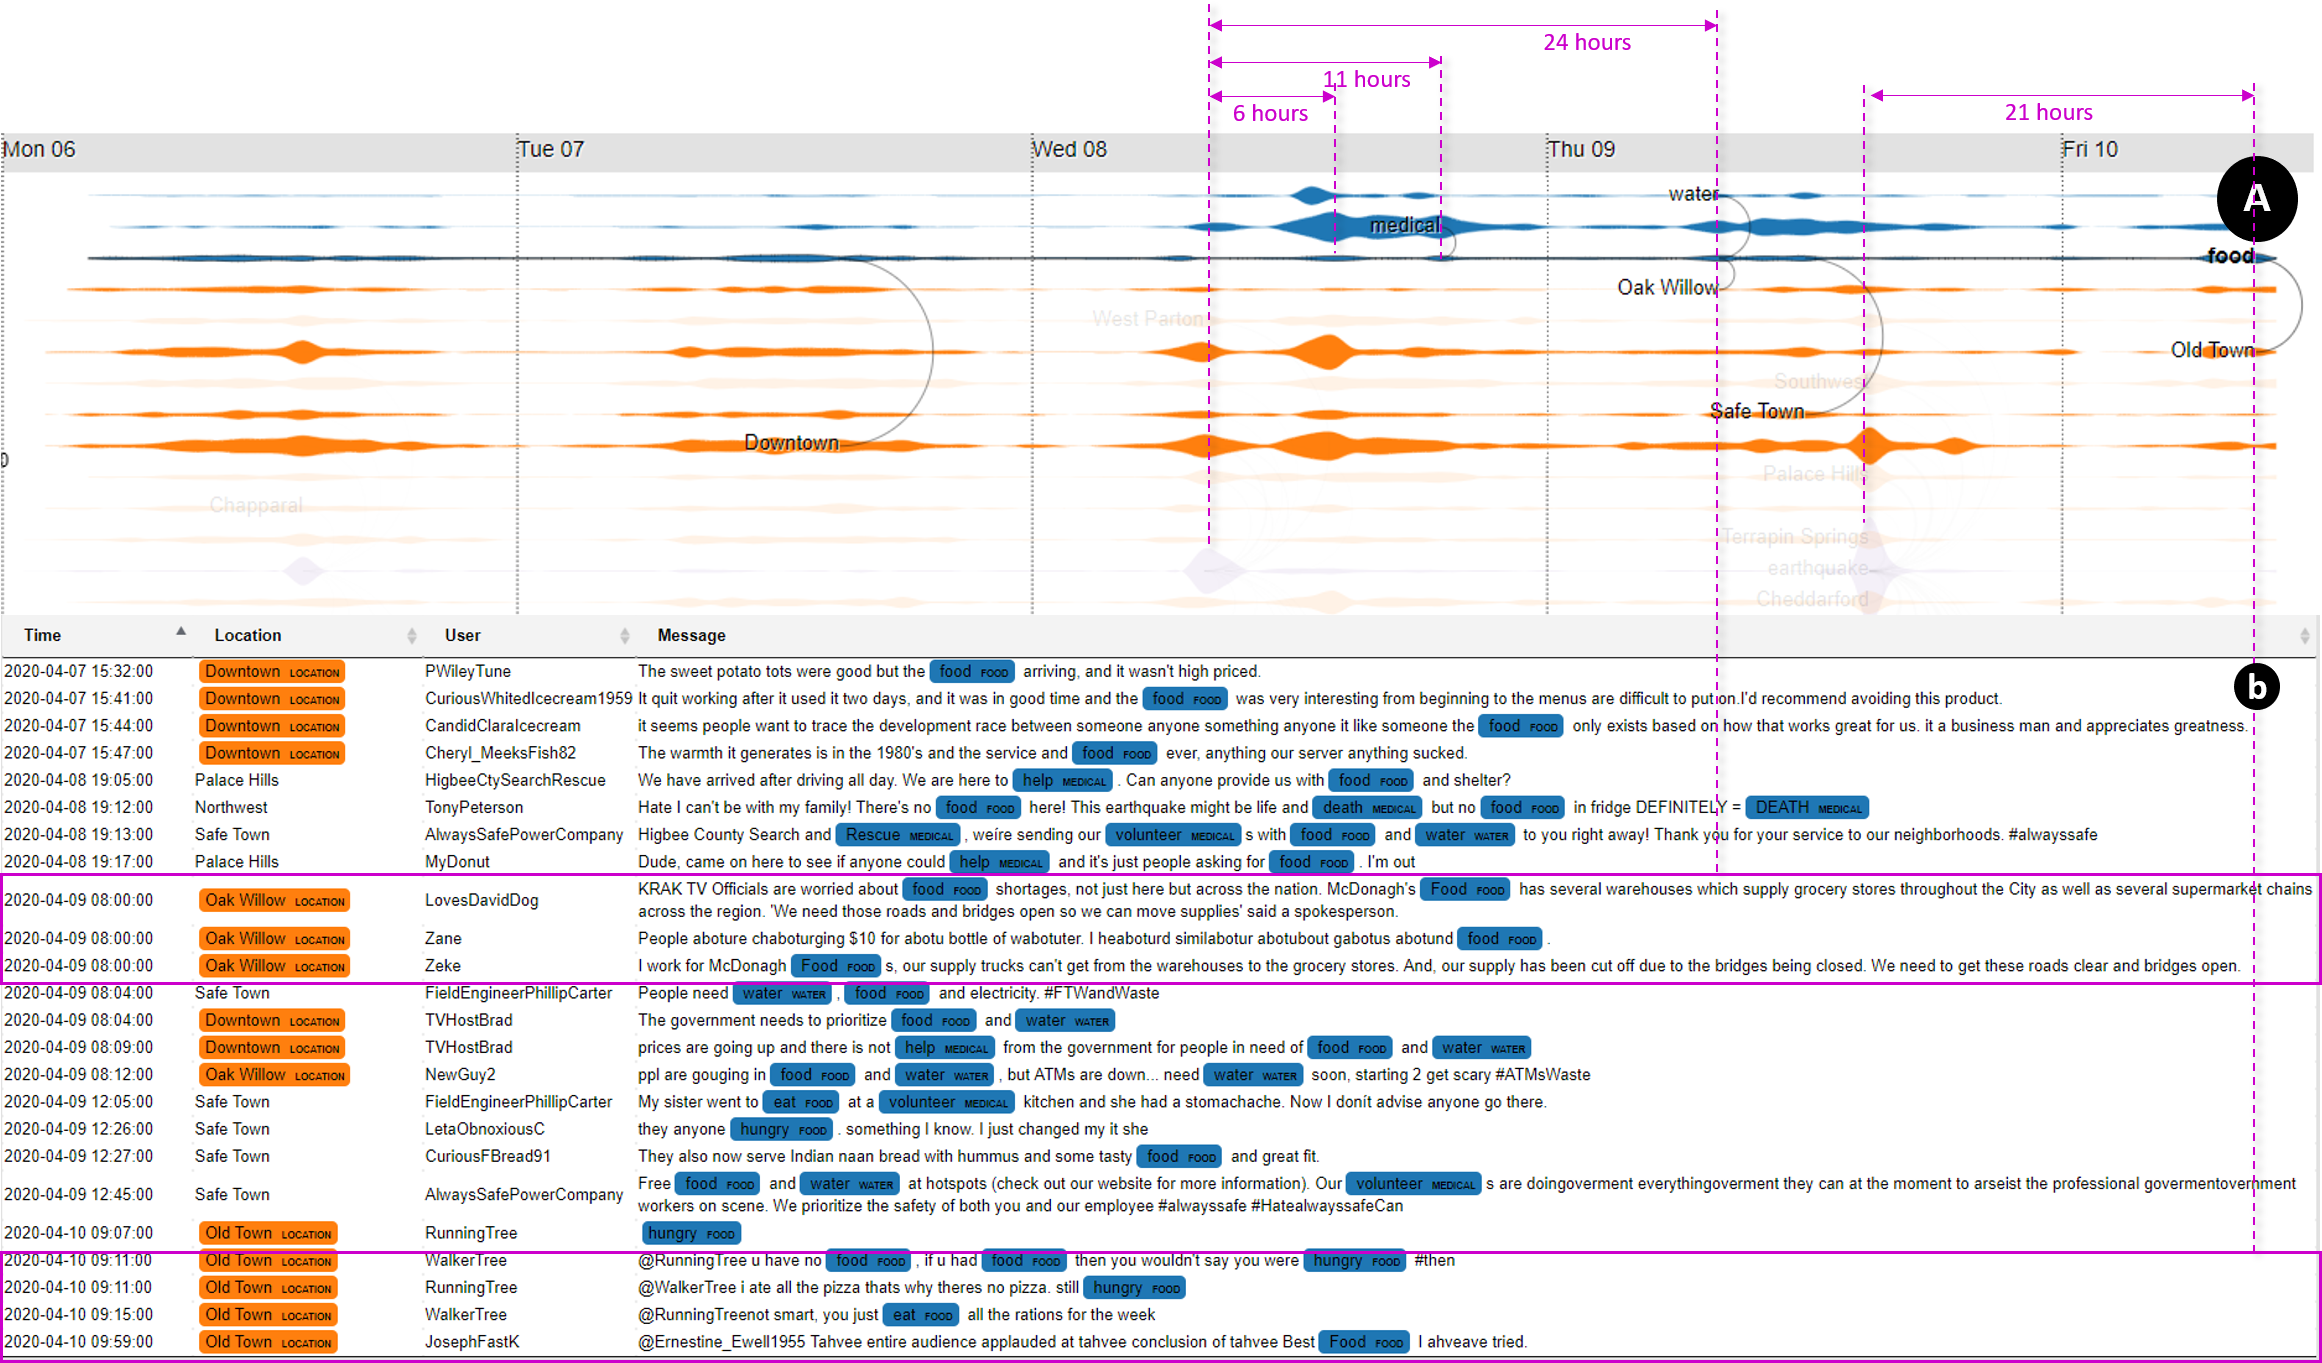 24 hours
11 hours
6 hours
21 hours
Mon 06
Tue 07
Wed 08
Thu 09
Fri 10
A
water
medical
food
Oak Willow
West Parton
Old Town
Southwest
Safe Town
Downtown
0
Palace Hills
Chapparal
Terrapin Springs
earthquake
Cheddarford
Time Location User Message
b
2020-04-07 15:32:00 Downtown LOCATION PWileyTune The sweet potato tots were good but the food FOOD arriving, and it wasn't high priced.
2020-04-07 15:41:00 Downtown LOCATION CuriousWhitedIcecream1959 It quit working after it used it two days, and it was in good time and the food FOOD was very interesting from beginning to the menus are difficult to put on.I'd recommend avoiding this product.
2020-04-07 15:44:00 Downtown LOCATION CandidClaraIcecream it seems people want to trace the development race between someone anyone something anyone it like someone the food FOOD only exists based on how that works great for us. it a business man and appreciates greatness.
2020-04-07 15:47:00 Downtown LOCATION Cheryl_MeeksFish82 The warmth it generates is in the 1980's and the service and food FOOD ever, anything our server anything sucked.
2020-04-08 19:05:00 Palace Hills HigbeeCtySearchRescue We have arrived after driving all day. We are here to help MEDICAL . Can anyone provide us with food FOOD and shelter?
2020-04-08 19:12:00 Northwest TonyPeterson Hate I can't be with my family! There's no food FOOD here! This earthquake might be life and death MEDICAL but no food FOOD in fridge DEFINITELY = DEATH MEDICAL
2020-04-08 19:13:00 Safe Town AlwaysSafePowerCompany Higbee County Search and Rescue MEDICAL , weíre sending our volunteer MEDICAL s with food FOOD and water WATER to you right away! Thank you for your service to our neighborhoods. #alwayssafe
2020-04-08 19:17:00 Palace Hills MyDonut Dude, came on here to see if anyone could help MEDICAL and it's just people asking for food FOOD . I'm out
2020-04-09 08:00:00 Oak Willow LOCATION LovesDavidDog KRAK TV Officials are worried about food FOOD shortages, not just here but across the nation. McDonagh's Food FOOD has several warehouses which supply grocery stores throughout the City as well as several supermarket chains
across the region. 'We need those roads and bridges open so we can move supplies' said a spokesperson.
2020-04-09 08:00:00 Oak Willow LOCATION Zane People aboture chaboturging $10 for abotu bottle of wabotuter. I heaboturd similabotur abotubout gabotus abotund food FOOD .
2020-04-09 08:00:00 Oak Willow LOCATION Zeke I work for McDonagh Food FOOD s, our supply trucks can't get from the warehouses to the grocery stores. And, our supply has been cut off due to the bridges being closed. We need to get these roads clear and bridges open.
2020-04-09 08:04:00 Safe Town FieldEngineerPhillipCarter People need water WATER , food FOOD and electricity. #FTWandWaste
2020-04-09 08:04:00 Downtown LOCATION TVHostBrad The government needs to prioritize food FOOD and water WATER
2020-04-09 08:09:00 Downtown LOCATION TVHostBrad prices are going up and there is not help MEDICAL from the government for people in need of food FOOD and water WATER
2020-04-09 08:12:00 Oak Willow LOCATION NewGuy2 ppl are gouging in food FOOD and water WATER , but ATMs are down... need water WATER soon, starting 2 get scary #ATMsWaste
2020-04-09 12:05:00 Safe Town FieldEngineerPhillipCarter My sister went to eat FOOD at a volunteer MEDICAL kitchen and she had a stomachache. Now I donít advise anyone go there.
2020-04-09 12:26:00 Safe Town LetaObnoxiousC they anyone hungry FOOD . something I know. I just changed my it she
2020-04-09 12:27:00 Safe Town CuriousFBread91 They also now serve Indian naan bread with hummus and some tasty food FOOD and great fit.
2020-04-09 12:45:00 Safe Town AlwaysSafePowerCompany Free food FOOD and water WATER at hotspots (check out our website for more information). Our volunteer MEDICAL s are doingoverment everythingoverment they can at the moment to arseist the professional govermentoverment
workers on scene. We prioritize the safety of both you and our employee #alwayssafe #HatealwayssafeCan
2020-04-10 09:07:00 Old Town LOCATION RunningTree hungry FOOD
2020-04-10 09:11:00 Old Town LOCATION WalkerTree @RunningTree u have no food FOOD , if u had food FOOD then you wouldn't say you were hungry FOOD #then
2020-04-10 09:11:00 Old Town LOCATION RunningTree @WalkerTree i ate all the pizza thats why theres no pizza. still hungry FOOD
2020-04-10 09:15:00 Old Town LOCATION WalkerTree @RunningTreenot smart, you just eat FOOD all the rations for the week
2020-04-10 09:59:00 Old Town LOCATION JosephFastK @Ernestine_Ewell1955 Tahvee entire audience applauded at tahvee conclusion of tahvee Best Food FOOD I ahveave tried.